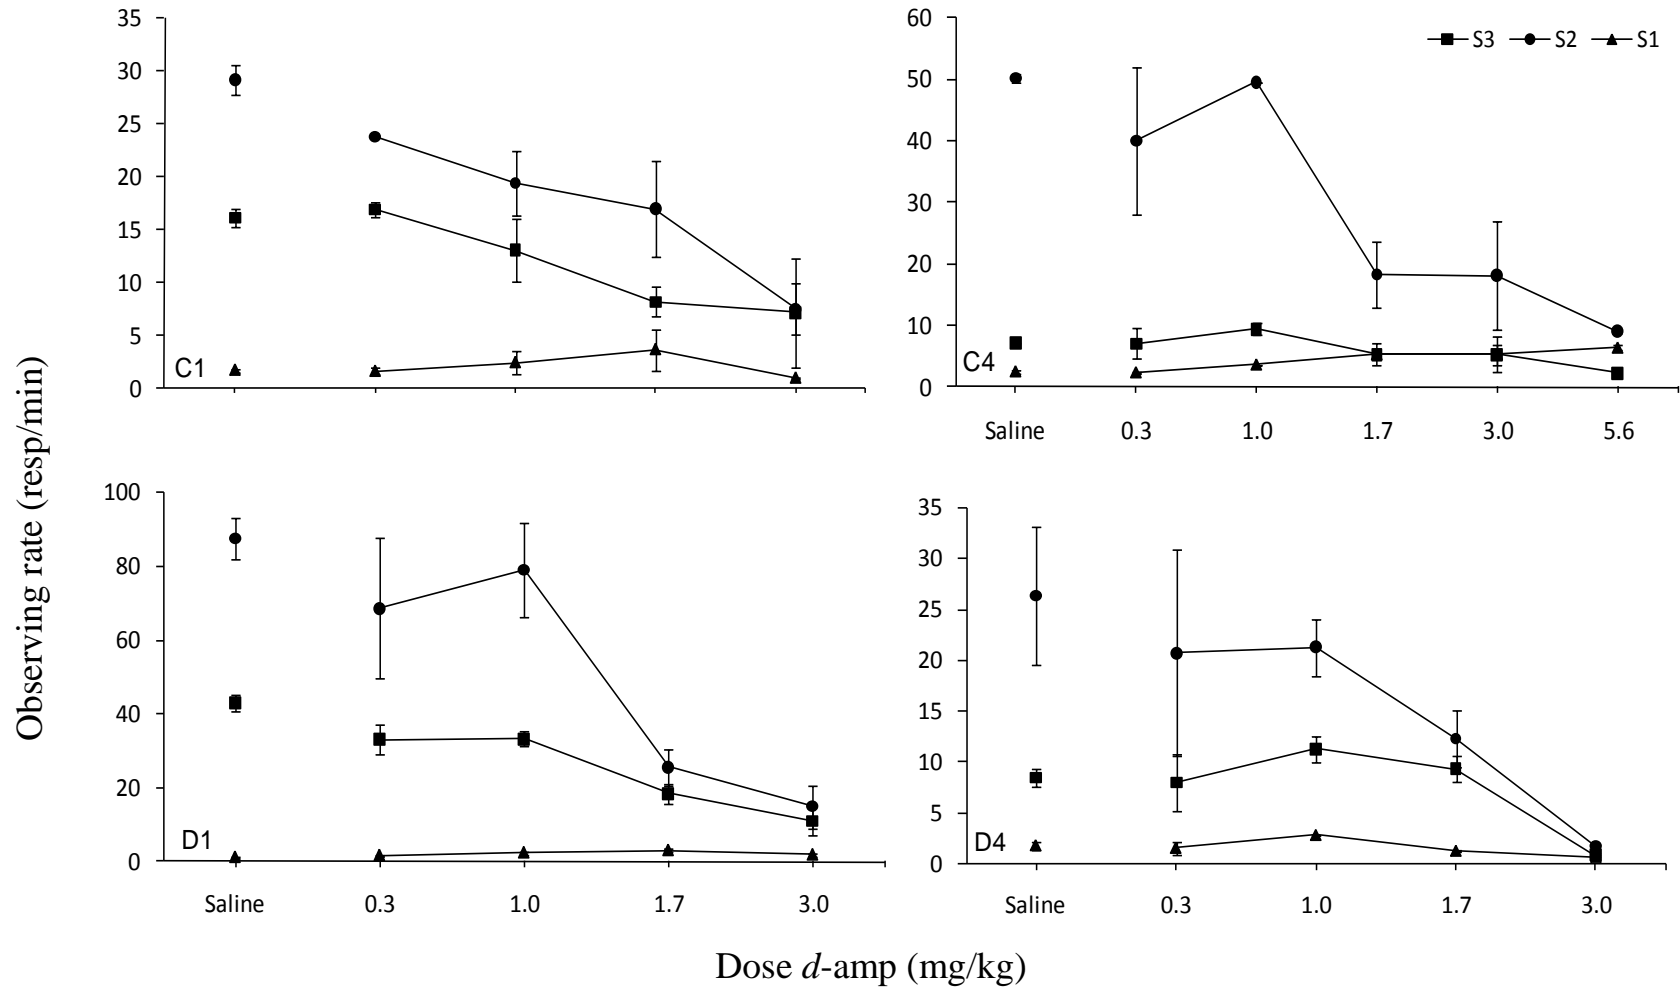 35
30
25
20
15
10
5
0
C1
60
50
40
30
20
10
0
S3 S2 S1
C4
Saline 0.3 1.0 1.7 3.0 5.6
Observing rate (resp/min)
100
80
60
40
20
0
D1
Saline 0.3 1.0 1.7 3.0
35
30
25
20
15
10
5
0
D4
Saline 0.3 1.0 1.7 3.0
Dose d-amp (mg/kg)